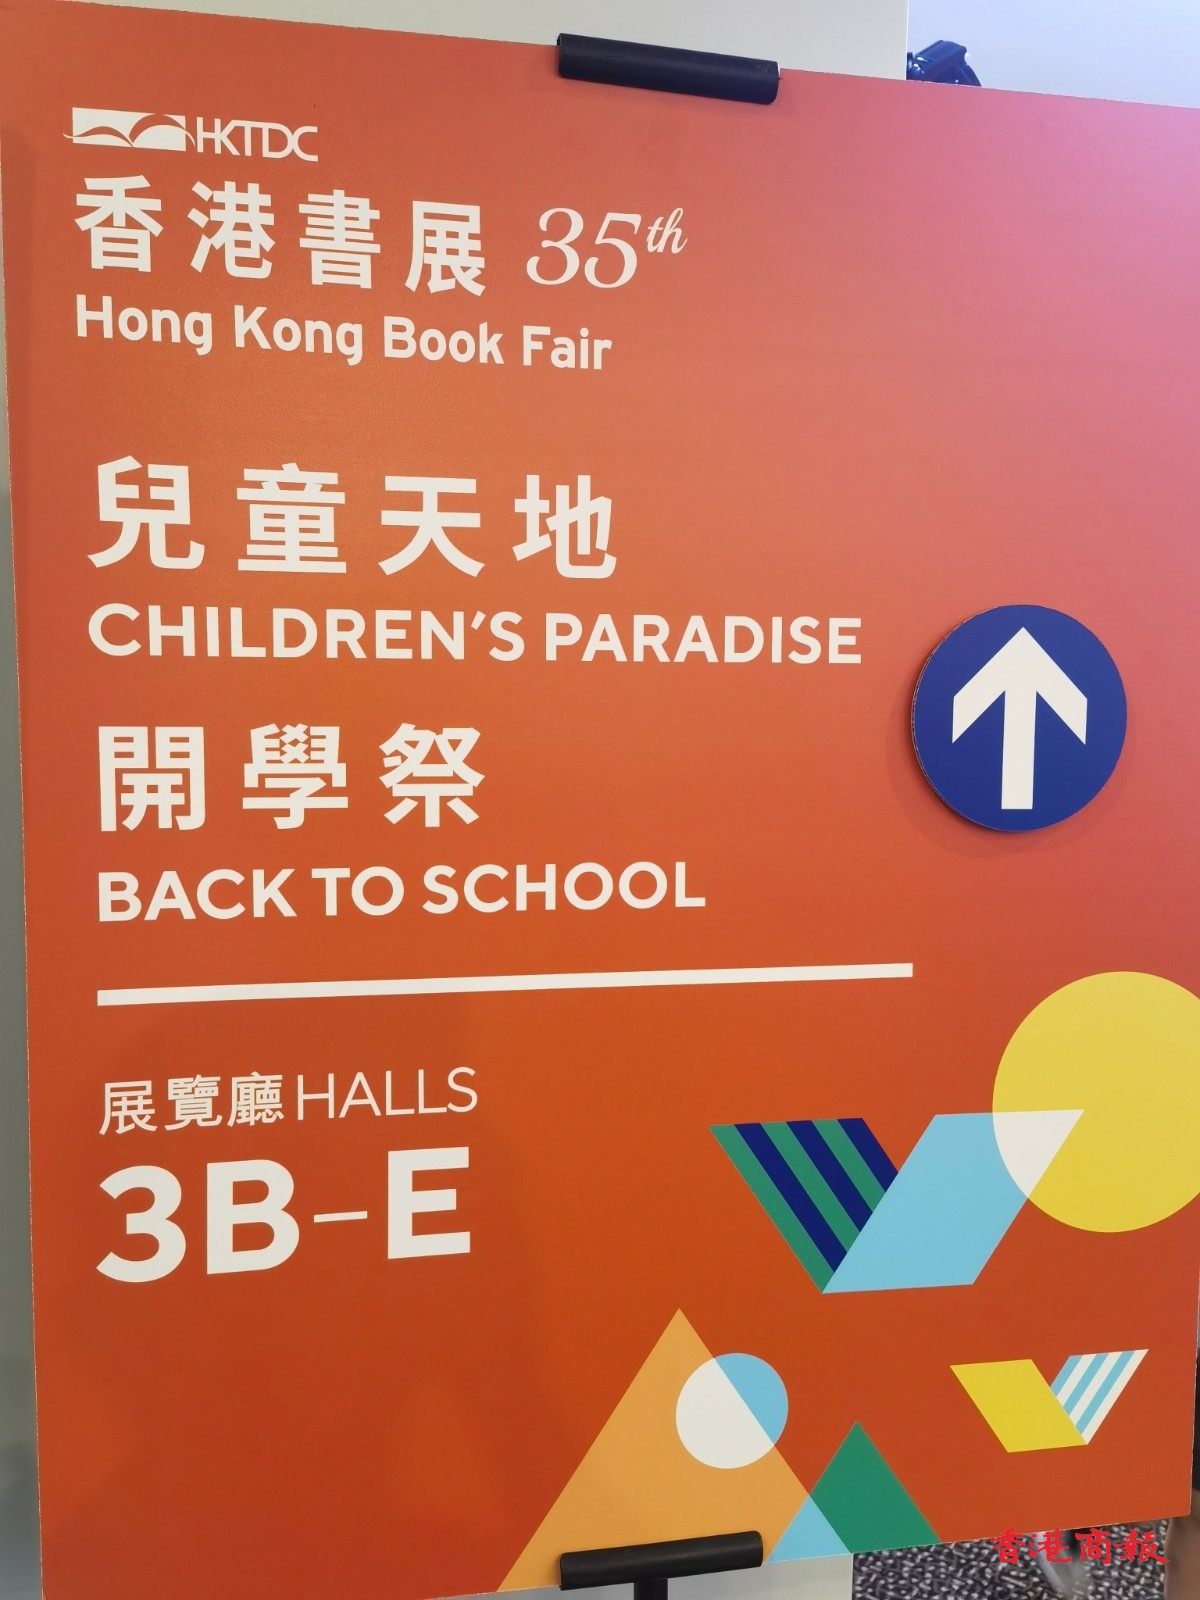 HKTDC
香港書展 35th
Hong Kong Book Fair
兒童天地
CHILDREN'S PARADISE
開學祭
BACK TO SCHOOL
展覽廳 HALLS
3B–E
香港商報